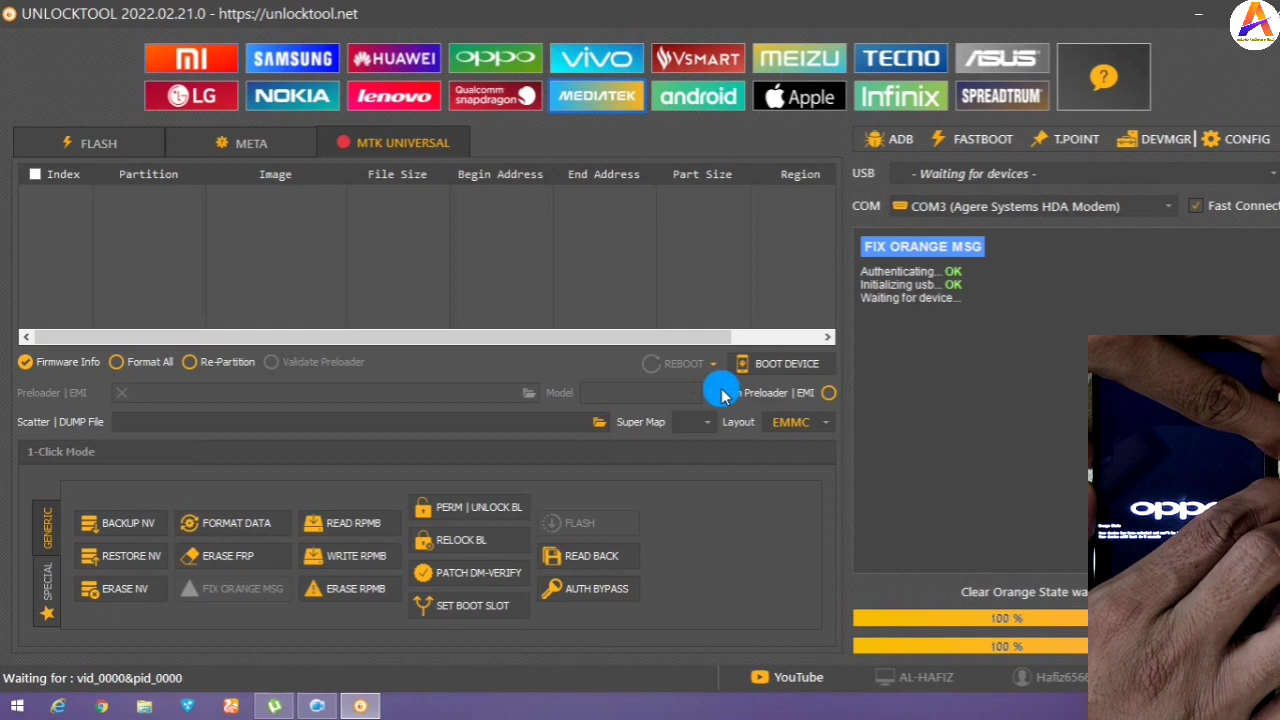 UNLOCKTOOL 2022.02.21.0 - https://unlocktool.net
mi SAMSUNG HUAWEI oppo vivo VSMART MEIZU TECNO ASUS
LG NOKIA lenovo Qualcomm snapdragon MEDIATEK android Apple Infinix SPREADTRUM ?
FLASH META MTK UNIVERSAL
ADB FASTBOOT T.POINT DEVMGR CONFIG
Index Partition Image File Size Begin Address End Address Part Size Region
USB - Waiting for devices -
COM COM3 (Agere Systems HDA Modem) Fast Connect
FIX ORANGE MSG
Authenticating... OK
Initializing usb... OK
Waiting for device...
Firmware Info Format All Re-Partition Validate Preloader REBOOT BOOT DEVICE
Preloader | EMI Model Preloader | EMI
Scatter | DUMP File Super Map Layout EMMC
1-Click Mode
GENERIC
SPECIAL
BACKUP NV FORMAT DATA READ RPMB PERM | UNLOCK BL FLASH
RESTORE NV ERASE FRP WRITE RPMB RELOCK BL READ BACK
ERASE NV FIX ORANGE MSG ERASE RPMB PATCH DM-VERIFY AUTH BYPASS
SET BOOT SLOT
oppo
Orange State
Clear Orange State wa
100 %
100 %
Waiting for : vid_0000&pid_0000 YouTube AL-HAFIZ Hafiz6566